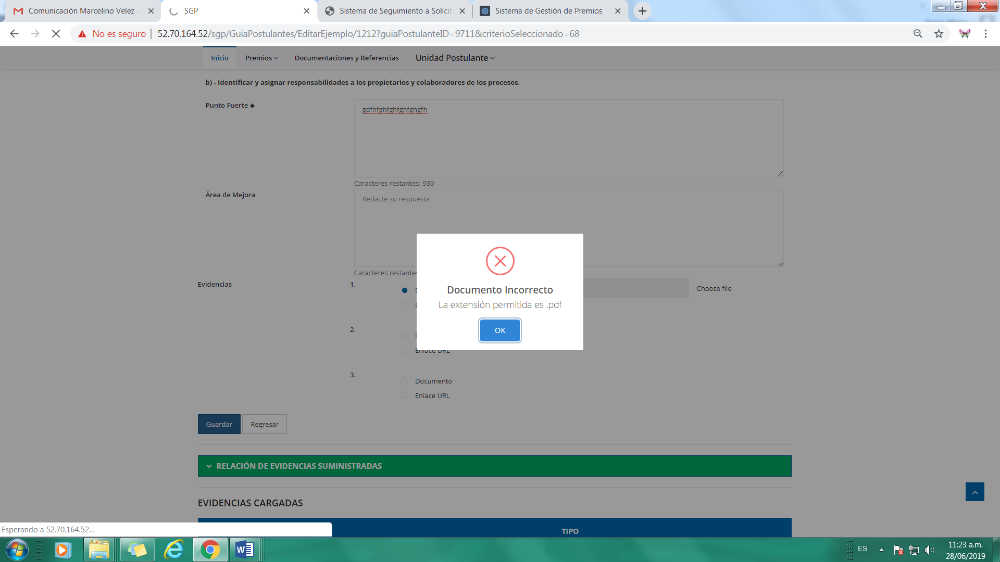 Comunicación Marcelino Velez -
SGP
Sistema de Seguimiento a Solicit
Sistema de Gestión de Premios
No es seguro
52.70.164.52/sgp/GuiaPostulantes/EditarEjemplo/1212?guiaPostulanteID=9711&criterioSeleccionado=68
Inicio
Premios
Documentaciones y Referencias
Unidad Postulante
b) - Identificar y asignar responsabilidades a los propietarios y colaboradores de los procesos.
Punto Fuerte ✱
gdfhfghfghfghfghgfh
Caracteres restantes: 980
Área de Mejora
Redacte su respuesta
Caracteres restantes
Evidencias
1.
Choose file
Documento Incorrecto
La extensión permitida es .pdf
OK
2.
Enlace URL
3.
Documento
Enlace URL
Guardar
Regresar
RELACIÓN DE EVIDENCIAS SUMINISTRADAS
EVIDENCIAS CARGADAS
TIPO
Esperando a 52.70.164.52...
ES
11:23 a.m.
28/06/2019